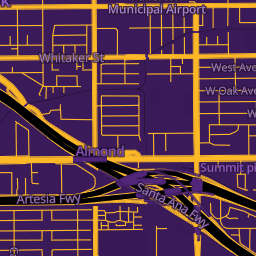 K
Municipal Airport
Whitaker St
West Ave
W Oak Ave
W
Almond
Summit pl
Artesia Fwy
Santa Ana Fwy